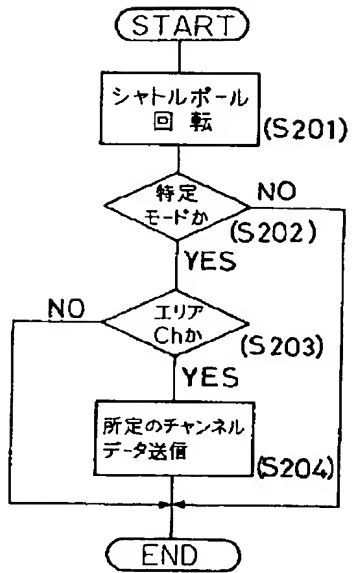 START
シャトルボール
回転
(S201)
特定
モードか
NO
(S202)
YES
NO
エリア
Chか
(S203)
YES
所定のチャンネル
データ送信
(S204)
END